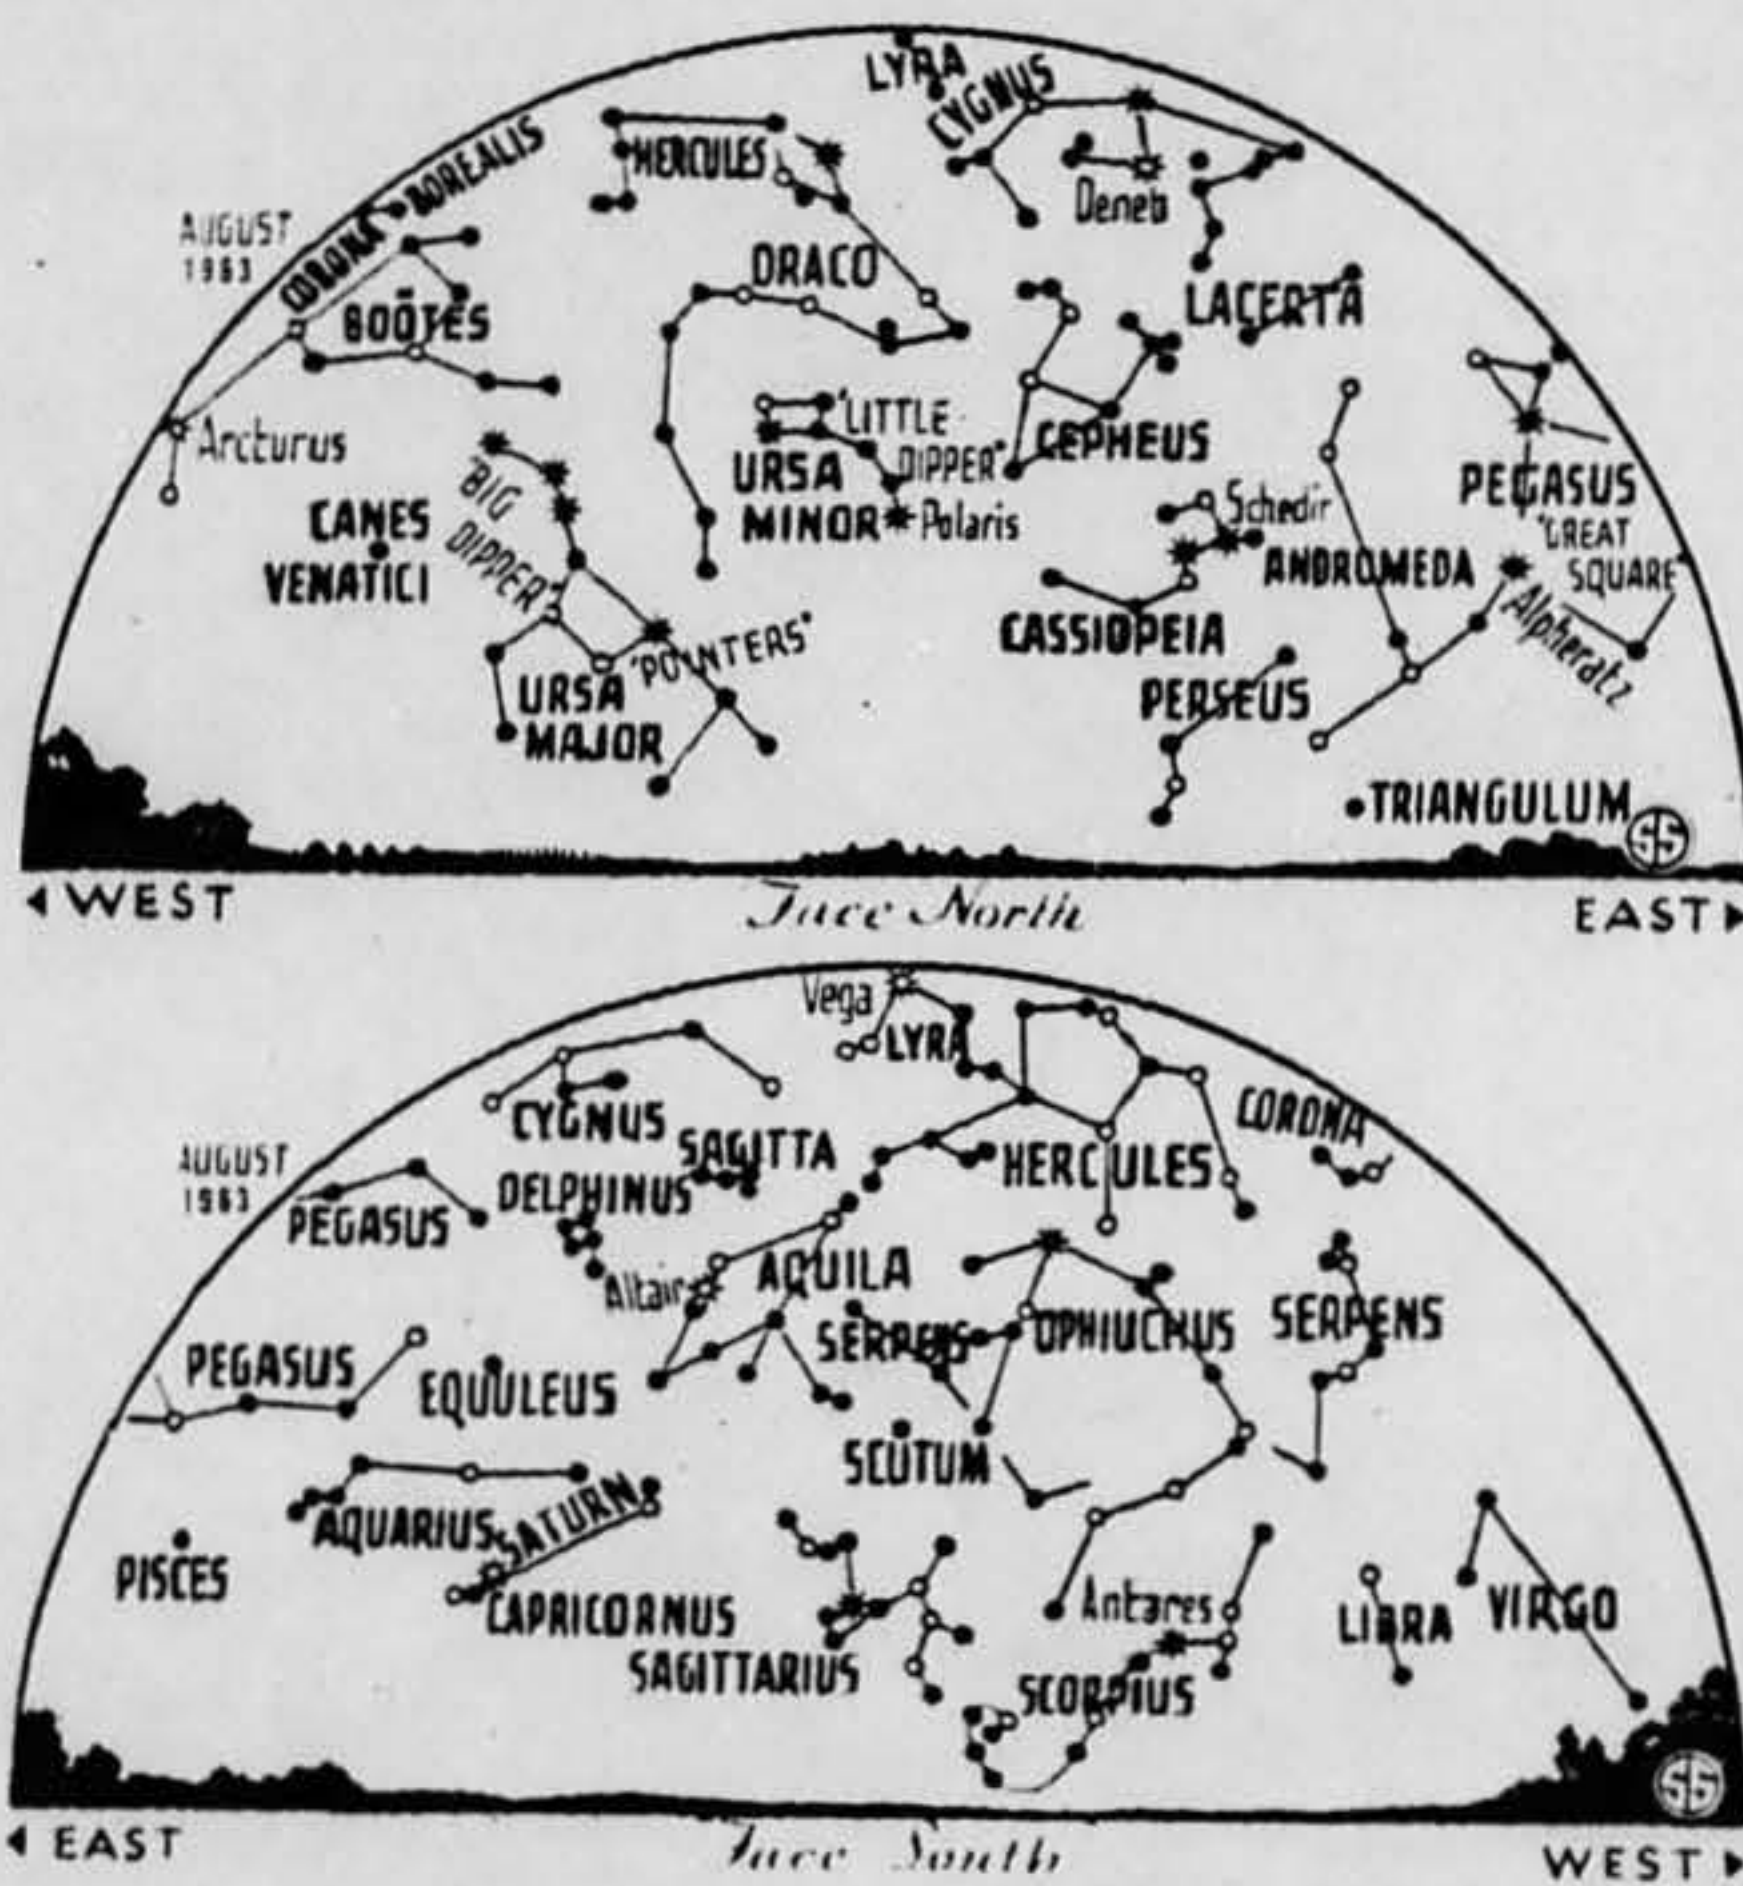 LYRA
CYGNUS
HERCULES
Deneb
CORONA BOREALIS
AUGUST
1963
DRACO
LACERTA
BOÖTES
"LITTLE
DIPPER"
Arcturus
CEPHEUS
URSA
MINOR
Polaris
"BIG
DIPPER"
PEGASUS
Schedir
CANES
VENATICI
"GREAT
SQUARE"
ANDROMEDA
Alpheratz
CASSIOPEIA
"POINTERS"
URSA
MAJOR
PERSEUS
TRIANGULUM
SS
WEST
Face North
EAST
Vega
LYRA
CYGNUS
SAGITTA
CORONA
AUGUST
1963
HERCULES
DELPHINUS
PEGASUS
Altair
AQUILA
SERPENS
OPHIUCHUS
SERPENS
PEGASUS
EQUULEUS
SCUTUM
AQUARIUS
SATURN
PISCES
CAPRICORNUS
Antares
LIBRA
VIRGO
SAGITTARIUS
SCORPIUS
SS
EAST
Face South
WEST